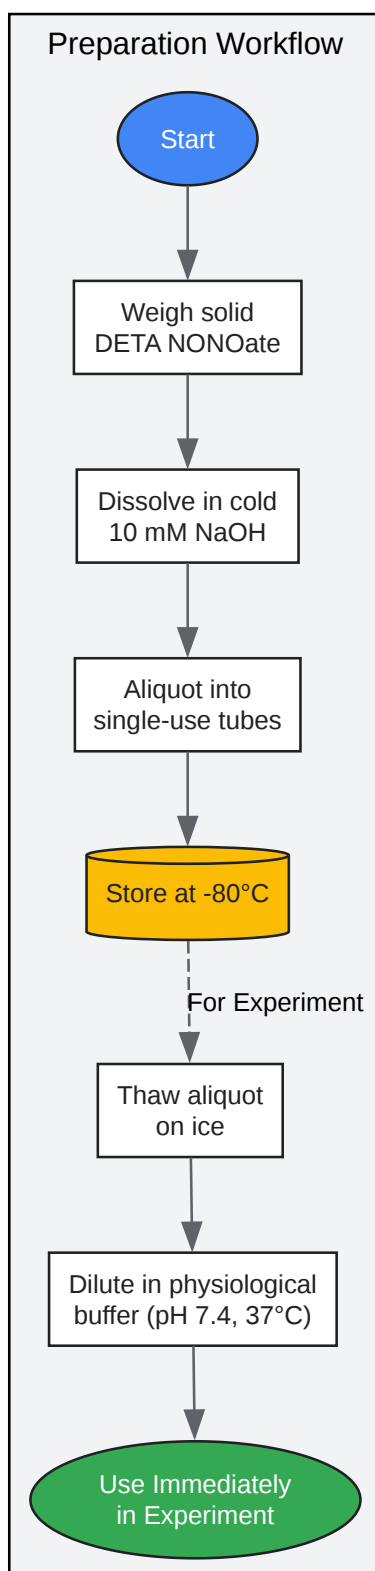 Preparation Workflow
Start
Weigh solid
DETA NONOate
Dissolve in cold
10 mM NaOH
Aliquot into
single-use tubes
Store at -80°C
For Experiment
Thaw aliquot
on ice
Dilute in physiological
buffer (pH 7.4, 37°C)
Use Immediately
in Experiment